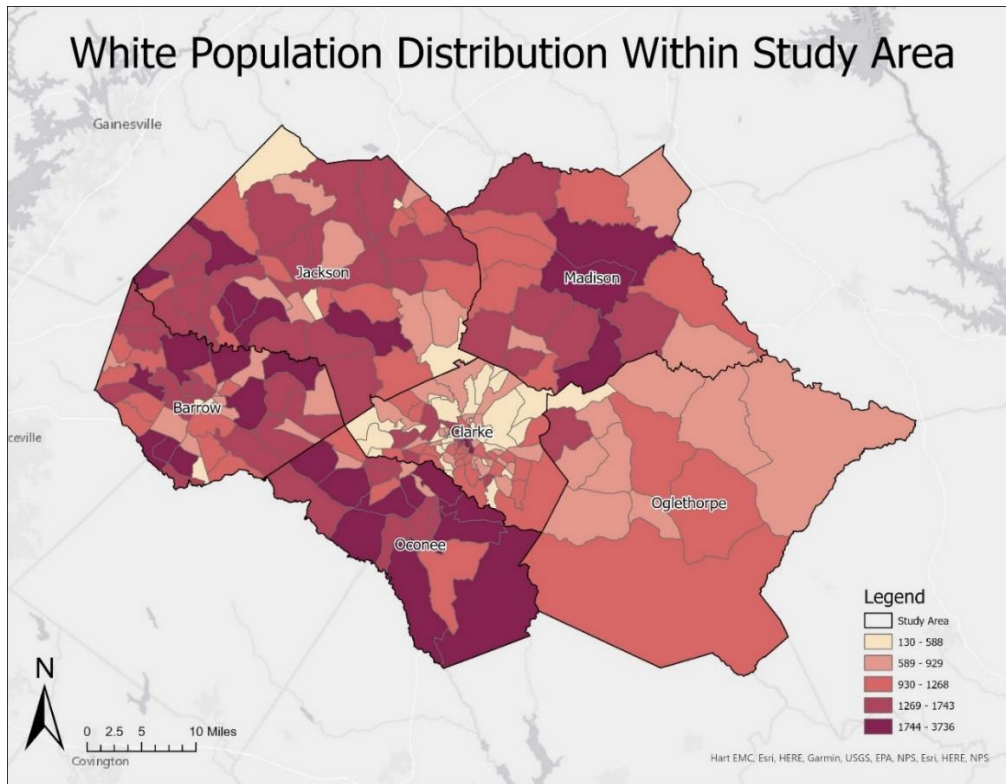 White Population Distribution Within Study Area
Gainesville
Jackson
Madison
Barrow
ceville
Clarke
Oglethorpe
Oconee
Legend
Study Area
130 - 588
589 - 929
930 - 1268
1269 - 1743
1744 - 3736
N
0 2.5 5 10 Miles
Covington
Hart EMC, Esri, HERE, Garmin, USGS, EPA, NPS, Esri, HERE, NPS